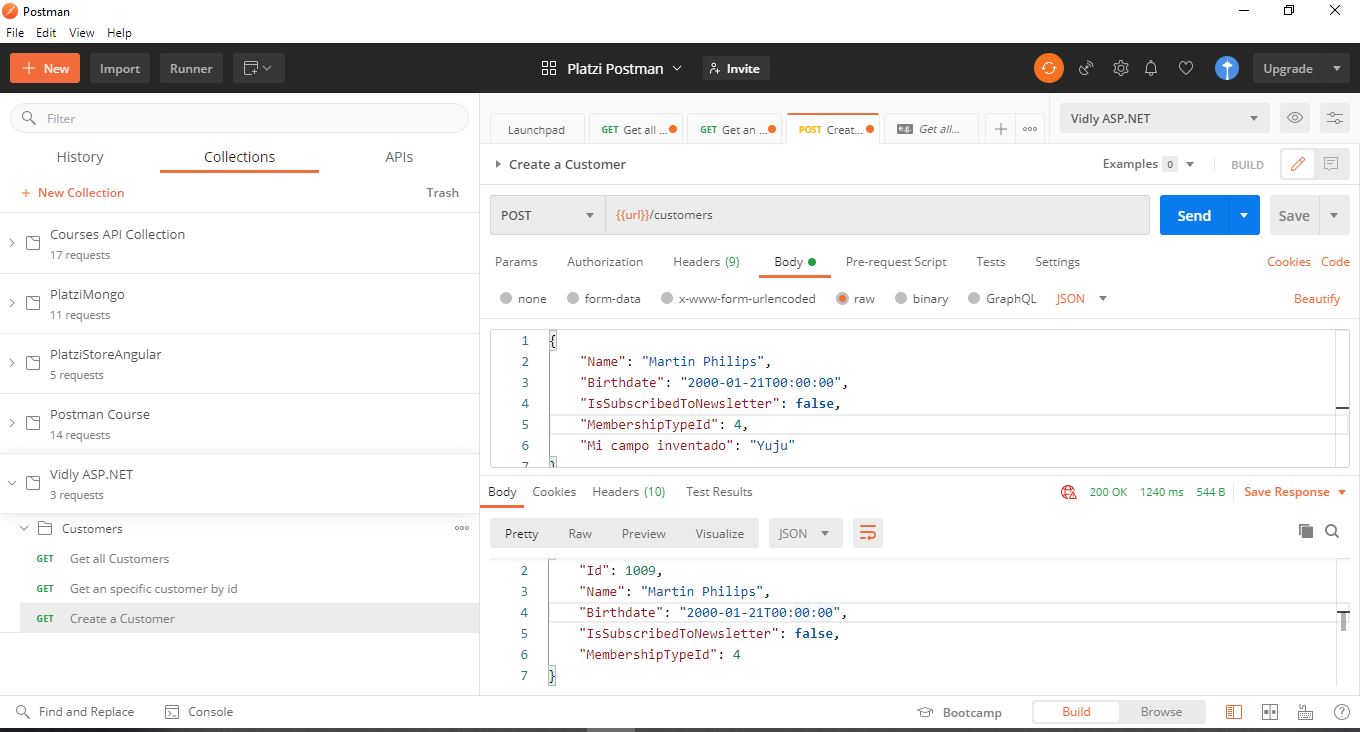 Postman
File Edit View Help
+ New Import Runner Platzi Postman Invite Upgrade
Filter
History Collections APIs
+ New Collection Trash
Courses API Collection
17 requests
PlatziMongo
11 requests
PlatziStoreAngular
5 requests
Postman Course
14 requests
Vidly ASP.NET
3 requests
Customers
GET Get all Customers
GET Get an specific customer by id
GET Create a Customer
Launchpad GET Get all ... GET Get an ... POST Creat... e.g. Get all... + Vidly ASP.NET
Create a Customer Examples 0 BUILD
POST {{url}}/customers Send Save
Params Authorization Headers (9) Body Pre-request Script Tests Settings Cookies Code
none form-data x-www-form-urlencoded raw binary GraphQL JSON Beautify
1 {
2 "Name": "Martin Philips",
3 "Birthdate": "2000-01-21T00:00:00",
4 "IsSubscribedToNewsletter": false,
5 "MembershipTypeId": 4,
6 "Mi campo inventado": "Yuju"
7 }
Body Cookies Headers (10) Test Results 200 OK 1240 ms 544 B Save Response
Pretty Raw Preview Visualize JSON
2 "Id": 1009,
3 "Name": "Martin Philips",
4 "Birthdate": "2000-01-21T00:00:00",
5 "IsSubscribedToNewsletter": false,
6 "MembershipTypeId": 4
7 }
Find and Replace Console Bootcamp Build Browse